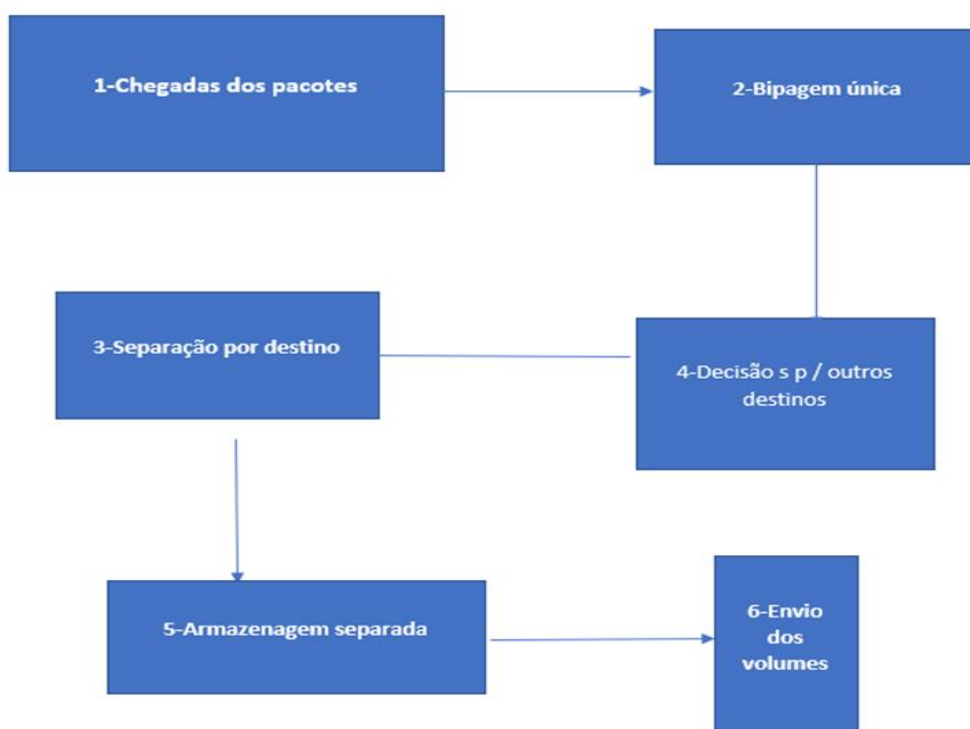 1-Chegadas dos pacotes
2-Bipagem única
3-Separação por destino
4-Decisão s p / outros
destinos
5-Armazenagem separada
6-Envio
dos
volumes